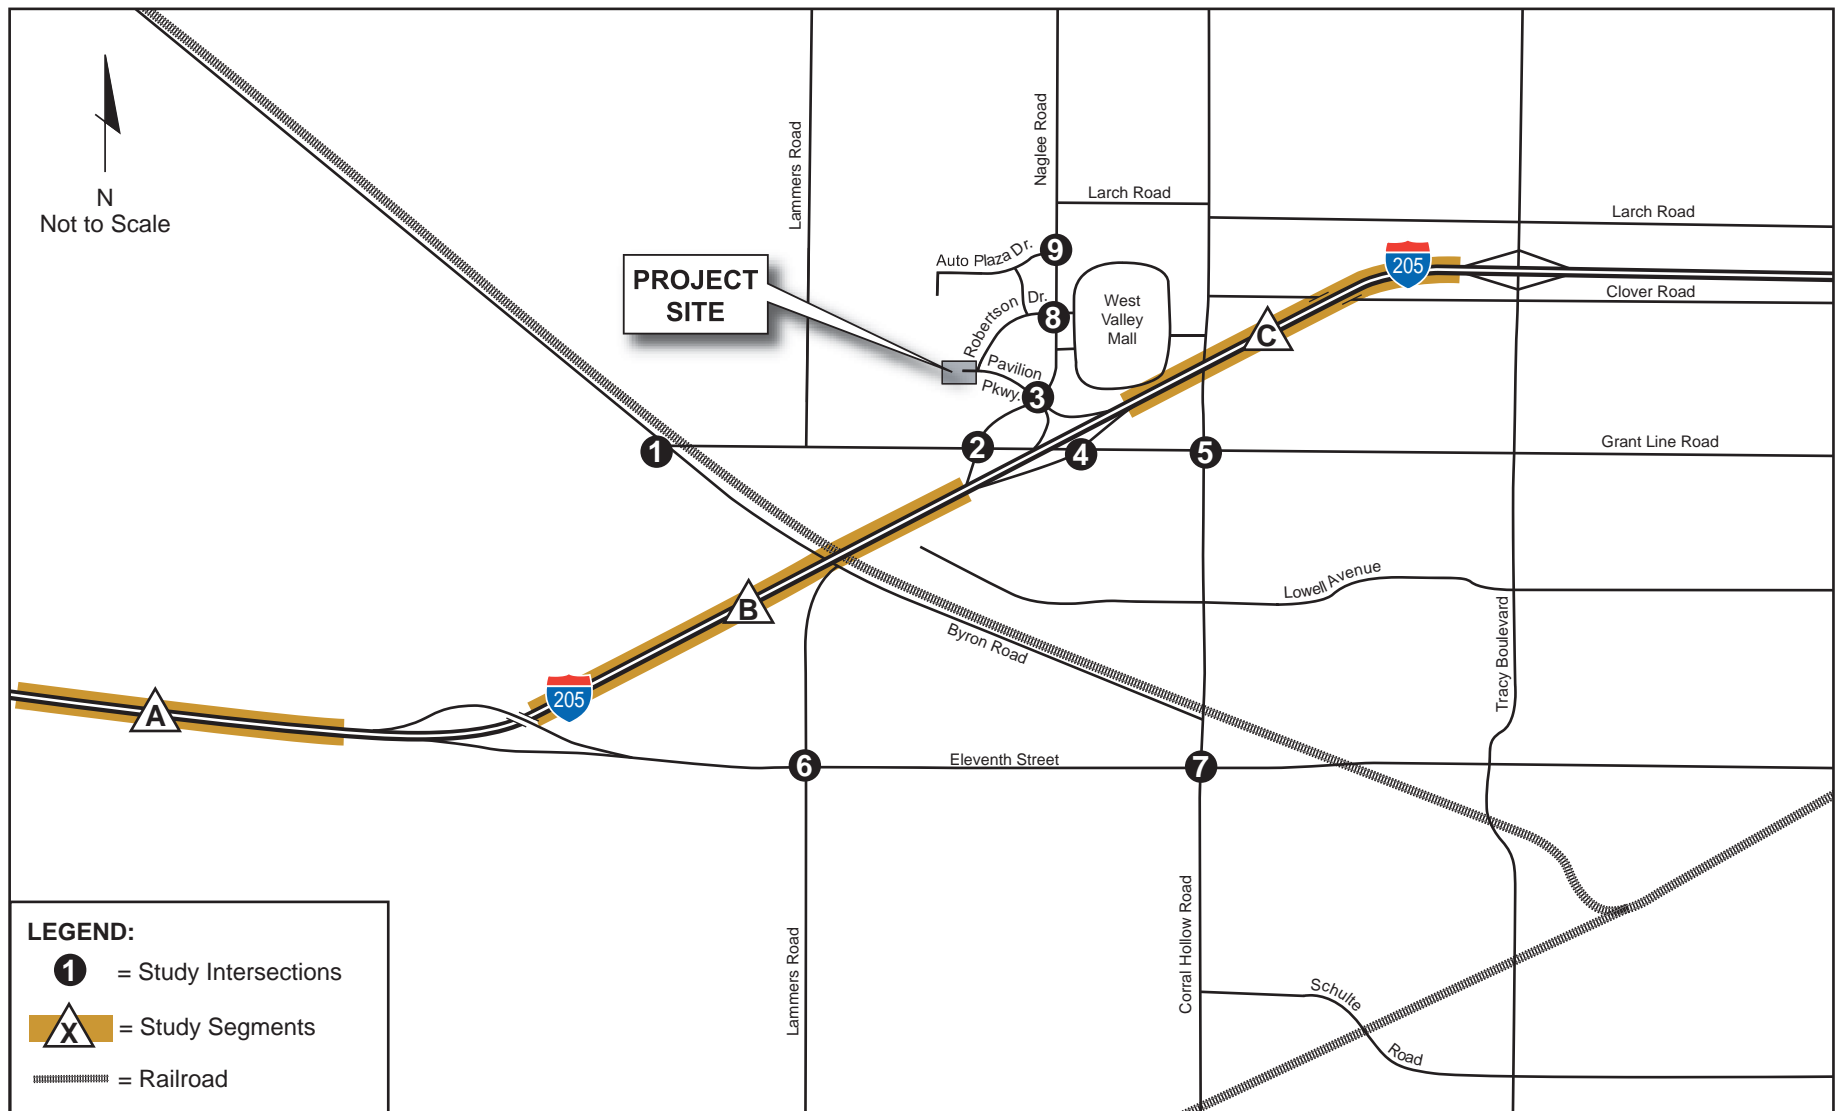 N
Not to Scale
Lammers Road
Naglee Road
Larch Road
Larch Road
Auto Plaza Dr.
9
PROJECT
SITE
Robertson Dr.
8
West
Valley
Mall
205
Clover Road
C
Pavilion
Pkwy.
3
1
2
4
5
Grant Line Road
B
Lowell Avenue
Byron Road
Tracy Boulevard
205
A
6
Eleventh Street
7
Lammers Road
Corral Hollow Road
Schulte
Road
LEGEND:
1 = Study Intersections
X = Study Segments
= Railroad